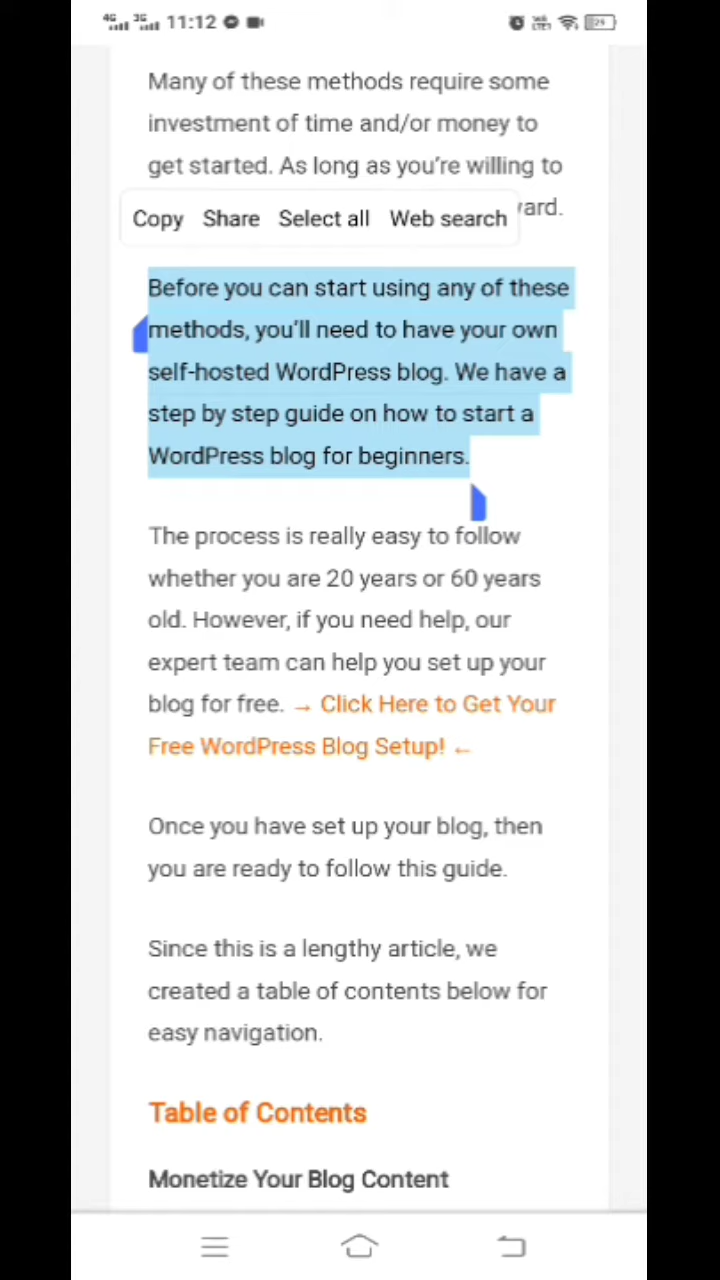 4G 3G 11:12 25
Many of these methods require some
investment of time and/or money to
get started. As long as you’re willing to
Copy Share Select all Web search
Before you can start using any of these
methods, you’ll need to have your own
self-hosted WordPress blog. We have a
step by step guide on how to start a
WordPress blog for beginners.
The process is really easy to follow
whether you are 20 years or 60 years
old. However, if you need help, our
expert team can help you set up your
blog for free. → Click Here to Get Your
Free WordPress Blog Setup! ←
Once you have set up your blog, then
you are ready to follow this guide.
Since this is a lengthy article, we
created a table of contents below for
easy navigation.
Table of Contents
Monetize Your Blog Content